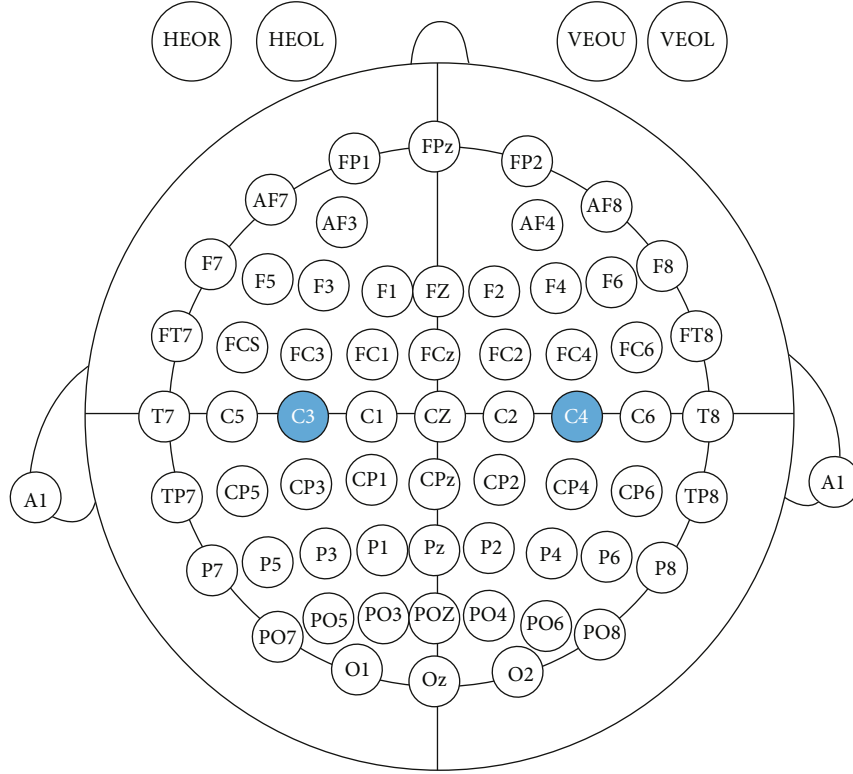 HEOR HEOL VEOU VEOL
FP1 FPz FP2
AF7 AF8
AF3 AF4
F7 F5 F3 F1 FZ F2 F4 F6 F8
FT7 FCS FC3 FC1 FCz FC2 FC4 FC6 FT8
T7 C5 C3 C1 CZ C2 C4 C6 T8
A1 TP7 CP5 CP3 CP1 CPz CP2 CP4 CP6 TP8 A1
P7 P5 P3 P1 Pz P2 P4 P6 P8
PO7 PO5 PO3 POZ PO4 PO6 PO8
O1 Oz O2